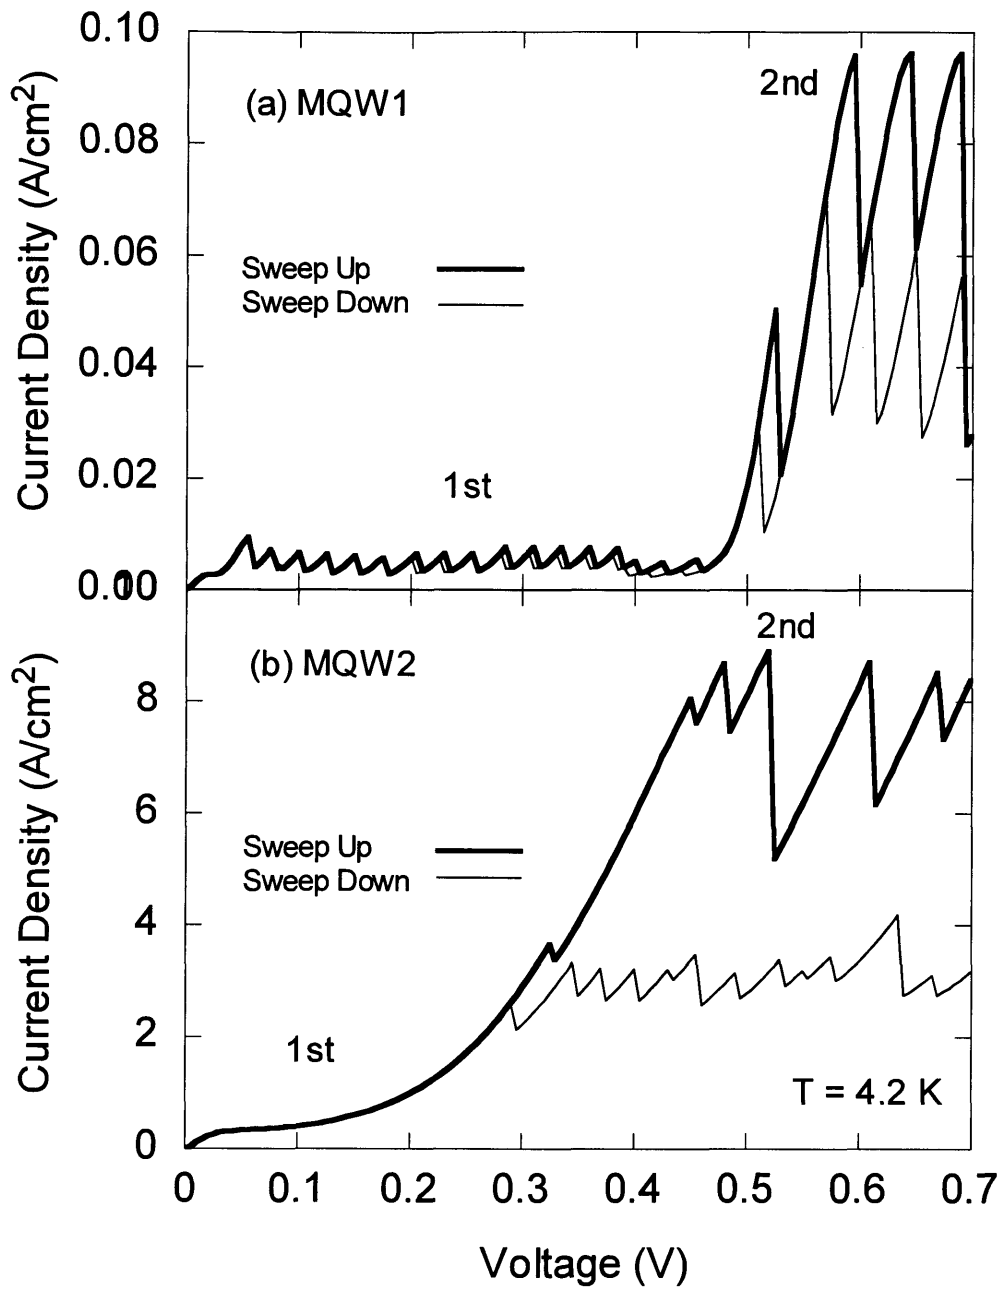 0.10
(a) MQW1
2nd
0.08
0.06
Sweep Up
Sweep Down
0.04
0.02
1st
0.00
10
Current Density (A/cm2)
2nd
(b) MQW2
8
6
Sweep Up
Sweep Down
4
2
1st
T = 4.2 K
0
Current Density (A/cm2)
0 0.1 0.2 0.3 0.4 0.5 0.6 0.7
Voltage (V)